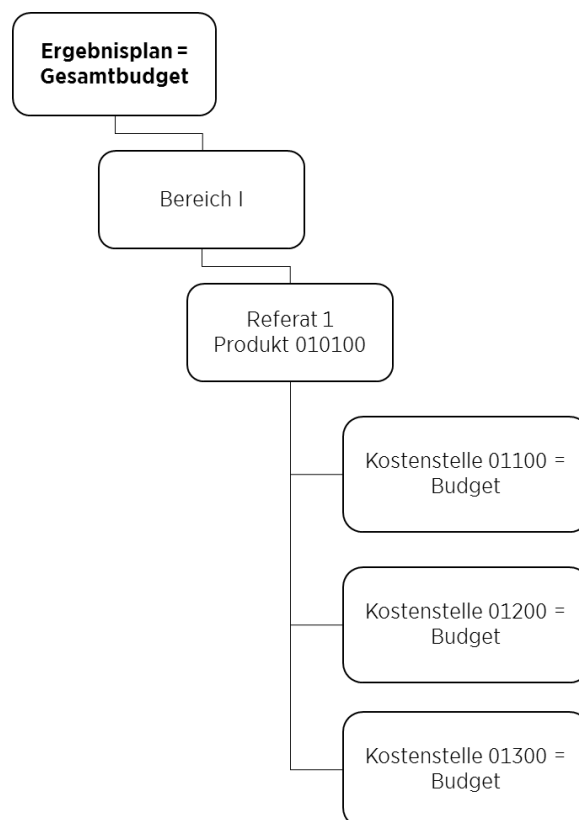 Ergebnisplan =
Gesamtbudget
Bereich I
Referat 1
Produkt 010100
Kostenstelle 01100 =
Budget
Kostenstelle 01200 =
Budget
Kostenstelle 01300 =
Budget